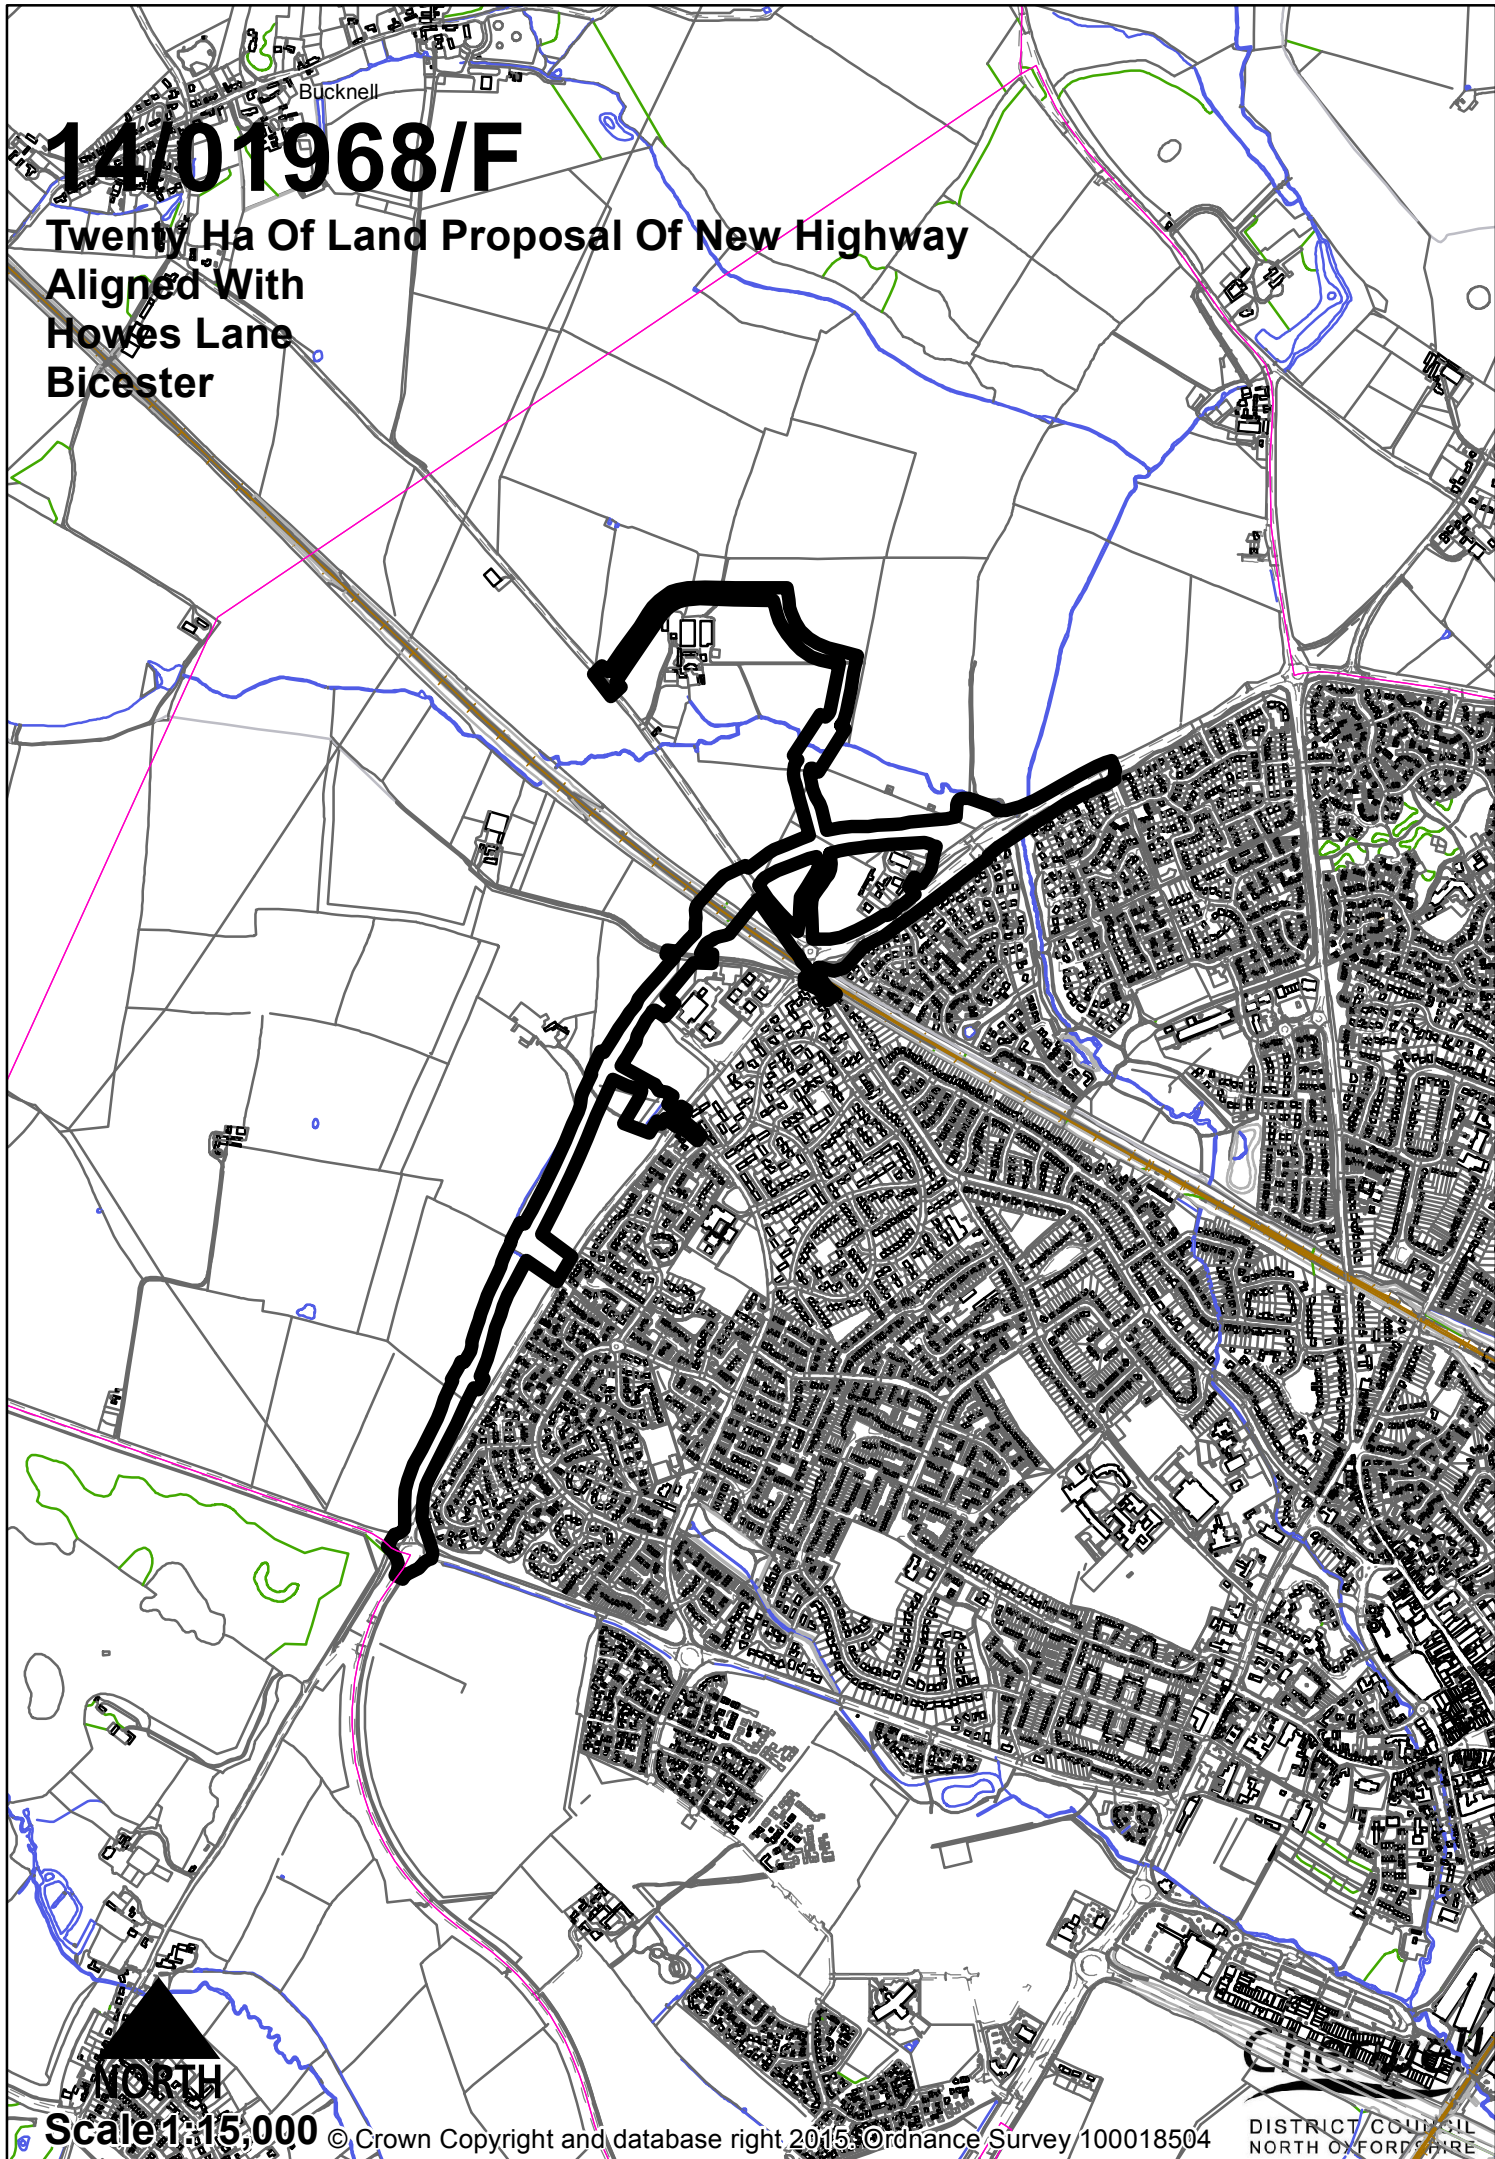 Bucknell
14/01968/F
Twenty Ha Of Land Proposal Of New Highway
Aligned With
Howes Lane
Bicester
NORTH
Scale 1:15,000 © Crown Copyright and database right 2015. Ordnance Survey 100018504
Cherwell
DISTRICT COUNCIL
NORTH OXFORDSHIRE